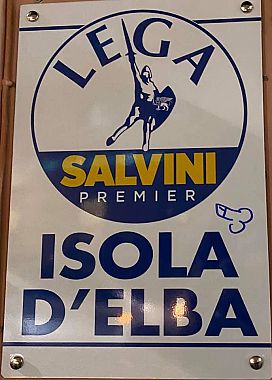 LEGA
SALVINI
PREMIER
ISOLA
D'ELBA